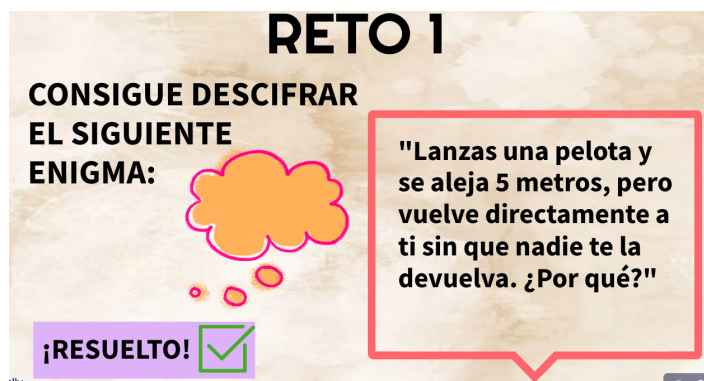 RETO 1
CONSIGUE DESCIFRAR
EL SIGUIENTE
ENIGMA:
"Lanzas una pelota y
se aleja 5 metros, pero
vuelve directamente a
ti sin que nadie te la
devuelva. ¿Por qué?"
¡RESUELTO!